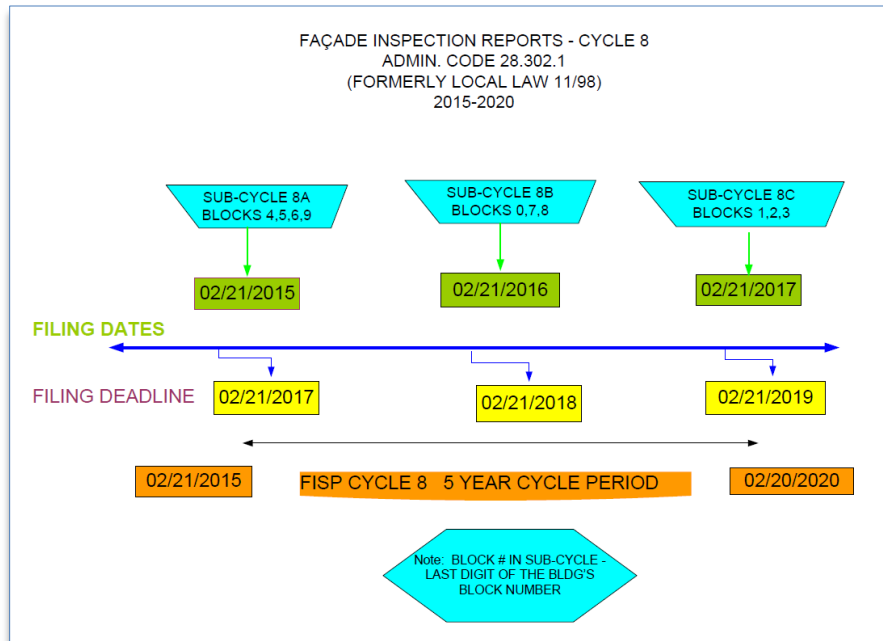 FAÇADE INSPECTION REPORTS - CYCLE 8
ADMIN. CODE 28.302.1
(FORMERLY LOCAL LAW 11/98)
2015-2020
SUB-CYCLE 8A
BLOCKS 4,5,6,9
SUB-CYCLE 8B
BLOCKS 0,7,8
SUB-CYCLE 8C
BLOCKS 1,2,3
02/21/2015
02/21/2016
02/21/2017
FILING DATES
FILING DEADLINE
02/21/2017
02/21/2018
02/21/2019
02/21/2015
FISP CYCLE 8 5 YEAR CYCLE PERIOD
02/20/2020
Note: BLOCK # IN SUB-CYCLE -
LAST DIGIT OF THE BLDG'S
BLOCK NUMBER